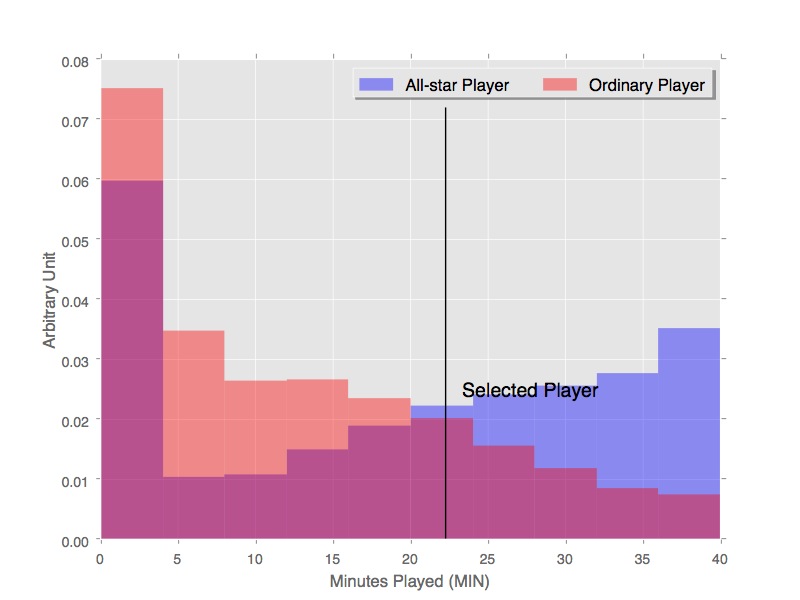 All-star Player Ordinary Player
0.08
0.07
0.06
0.05
0.04
0.03
0.02
0.01
0.00
Arbitrary Unit
Selected Player
0 5 10 15 20 25 30 35 40
Minutes Played (MIN)